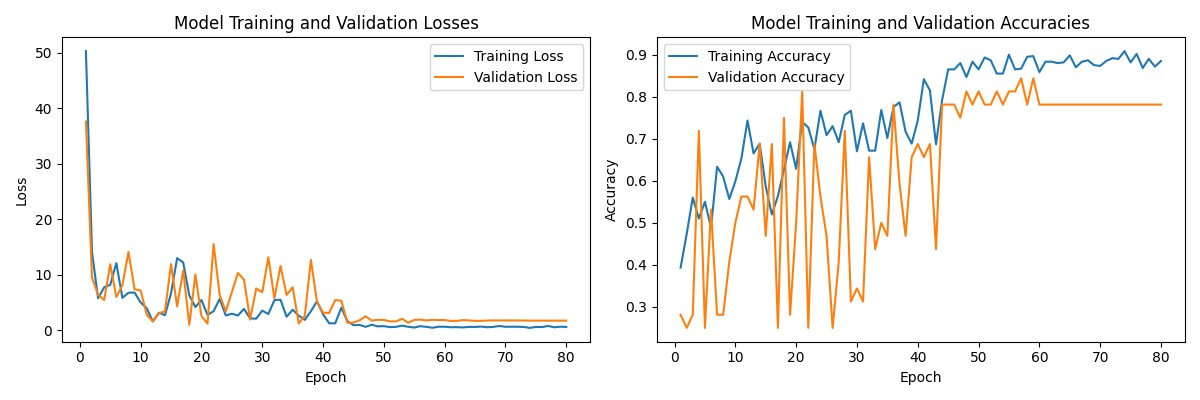 Model Training and Validation Losses
Training Loss
Validation Loss
50
40
30
20
10
0
Loss
0 10 20 30 40 50 60 70 80
Epoch
Model Training and Validation Accuracies
Training Accuracy
Validation Accuracy
0.9
0.8
0.7
0.6
0.5
0.4
0.3
Accuracy
0 10 20 30 40 50 60 70 80
Epoch